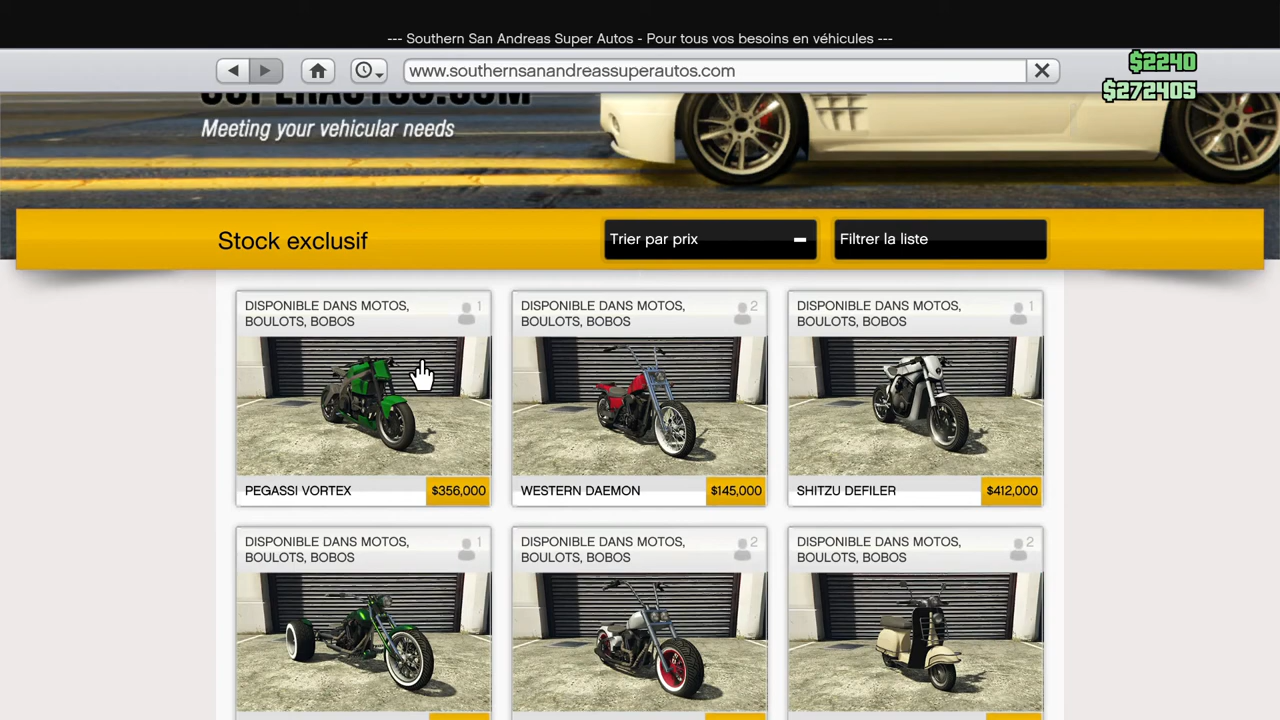 --- Southern San Andreas Super Autos - Pour tous vos besoins en véhicules ---
www.southernsanandreassuperautos.com
$2240
$272405
SUPERAUTOS.COM
Meeting your vehicular needs
Stock exclusif
Trier par prix
Filtrer la liste
DISPONIBLE DANS MOTOS,
BOULOTS, BOBOS
1
PEGASSI VORTEX
$356,000
DISPONIBLE DANS MOTOS,
BOULOTS, BOBOS
2
WESTERN DAEMON
$145,000
DISPONIBLE DANS MOTOS,
BOULOTS, BOBOS
1
SHITZU DEFILER
$412,000
DISPONIBLE DANS MOTOS,
BOULOTS, BOBOS
1
DISPONIBLE DANS MOTOS,
BOULOTS, BOBOS
2
DISPONIBLE DANS MOTOS,
BOULOTS, BOBOS
2